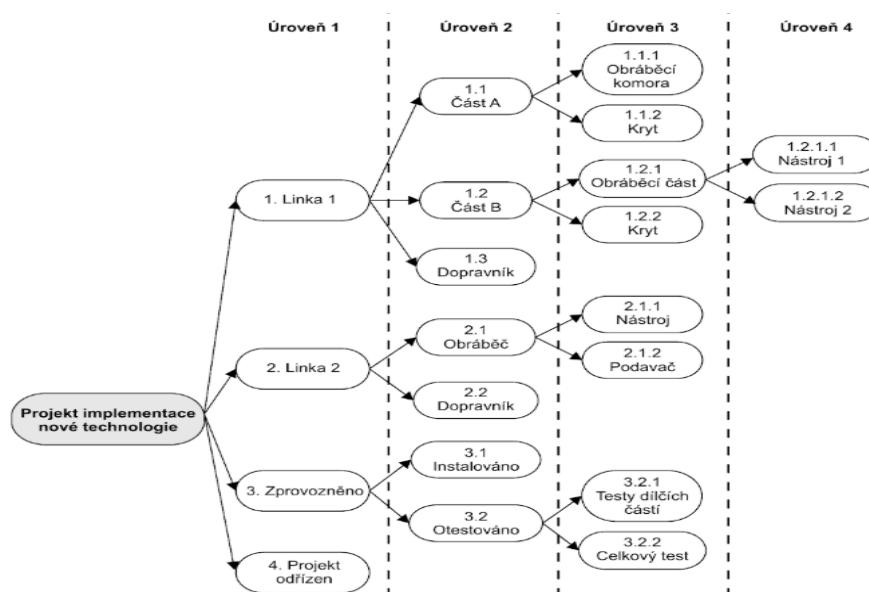 Úroveň 1
Úroveň 2
Úroveň 3
Úroveň 4
Projekt implementace
nové technologie
1. Linka 1
1.1
Část A
1.1.1
Obráběcí
komora
1.1.2
Kryt
1.2
Část B
1.2.1
Obráběcí část
1.2.1.1
Nástroj 1
1.2.1.2
Nástroj 2
1.2.2
Kryt
1.3
Dopravník
2. Linka 2
2.1
Obráběč
2.1.1
Nástroj
2.1.2
Podavač
2.2
Dopravník
3. Zprovozněno
3.1
Instalováno
3.2
Otestováno
3.2.1
Testy dílčích
částí
3.2.2
Celkový test
4. Projekt
odřízen